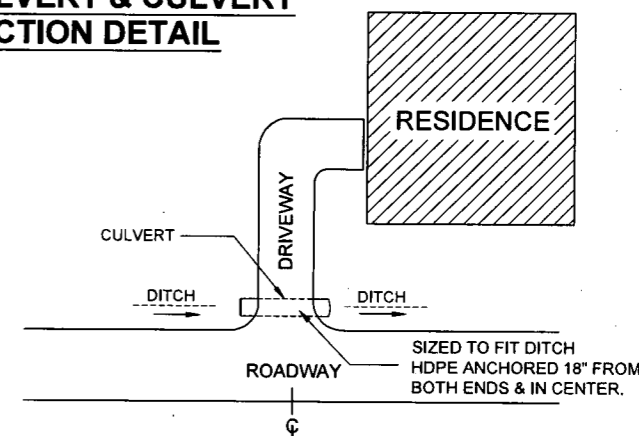 & CULVERT
DETAIL
RESIDENCE
DRIVEWAY
CULVERT
DITCH
DITCH
SIZED TO FIT DITCH
HDPE ANCHORED 18" FROM
BOTH ENDS & IN CENTER.
ROADWAY
℄